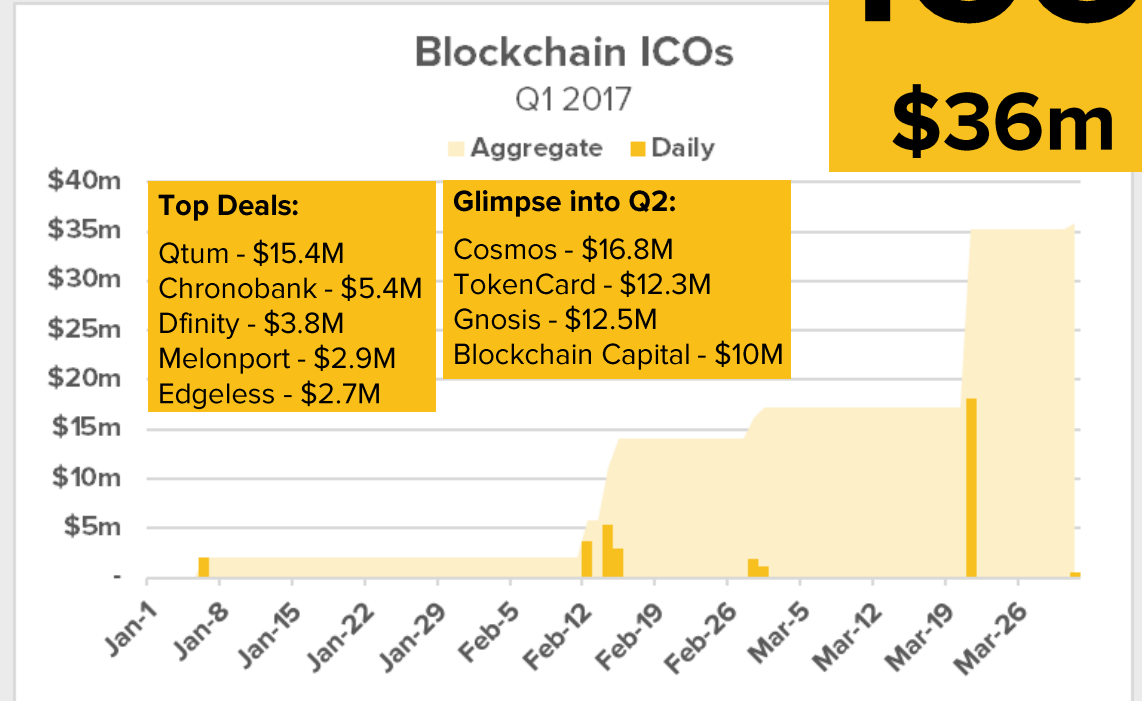 Blockchain ICOs
Q1 2017
Aggregate Daily
$36m
$40m
$35m
$30m
$25m
$20m
$15m
$10m
$5m
-
Top Deals:
Qtum - $15.4M
Chronobank - $5.4M
Dfinity - $3.8M
Melonport - $2.9M
Edgeless - $2.7M
Glimpse into Q2:
Cosmos - $16.8M
TokenCard - $12.3M
Gnosis - $12.5M
Blockchain Capital - $10M
Jan-1
Jan-8
Jan-15
Jan-22
Jan-29
Feb-5
Feb-12
Feb-19
Feb-26
Mar-5
Mar-12
Mar-19
Mar-26